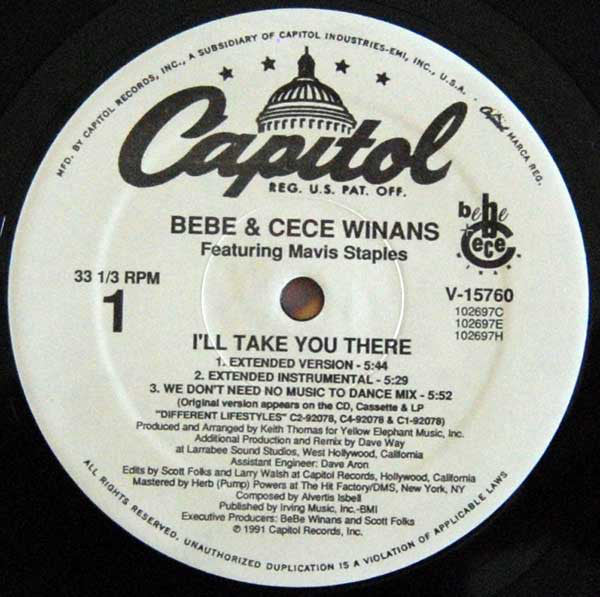 MFD. BY CAPITOL RECORDS, INC., A SUBSIDIARY OF CAPITOL INDUSTRIES-EMI, INC., U.S.A. Capitol MARCA REG.
Capitol
REG. U.S. PAT. OFF.
BEBE & CECE WINANS
Featuring Mavis Staples
bebe
cece
WINANS
33 1/3 RPM
1
V-15760
102697C
102697E
102697H
I'LL TAKE YOU THERE
1. EXTENDED VERSION - 5:44
2. EXTENDED INSTRUMENTAL - 5:29
3. WE DON'T NEED NO MUSIC TO DANCE MIX - 5:52
(Original version appears on the CD, Cassette & LP
"DIFFERENT LIFESTYLES" C2-92078, C4-92078 & C1-92078)
Produced and Arranged by Keith Thomas for Yellow Elephant Music, Inc.
Additional Production and Remix by Dave Way
at Larrabee Sound Studios, West Hollywood, California
Assistant Engineer: Dave Aron
Edits by Scott Folks and Larry Walsh at Capitol Records, Hollywood, California
Mastered by Herb (Pump) Powers at The Hit Factory/DMS, New York, NY
Composed by Alvertis Isbell
Published by Irving Music, Inc.-BMI
Executive Producers: BeBe Winans and Scott Folks
℗ 1991 Capitol Records, Inc.
ALL RIGHTS RESERVED. UNAUTHORIZED DUPLICATION IS A VIOLATION OF APPLICABLE LAWS